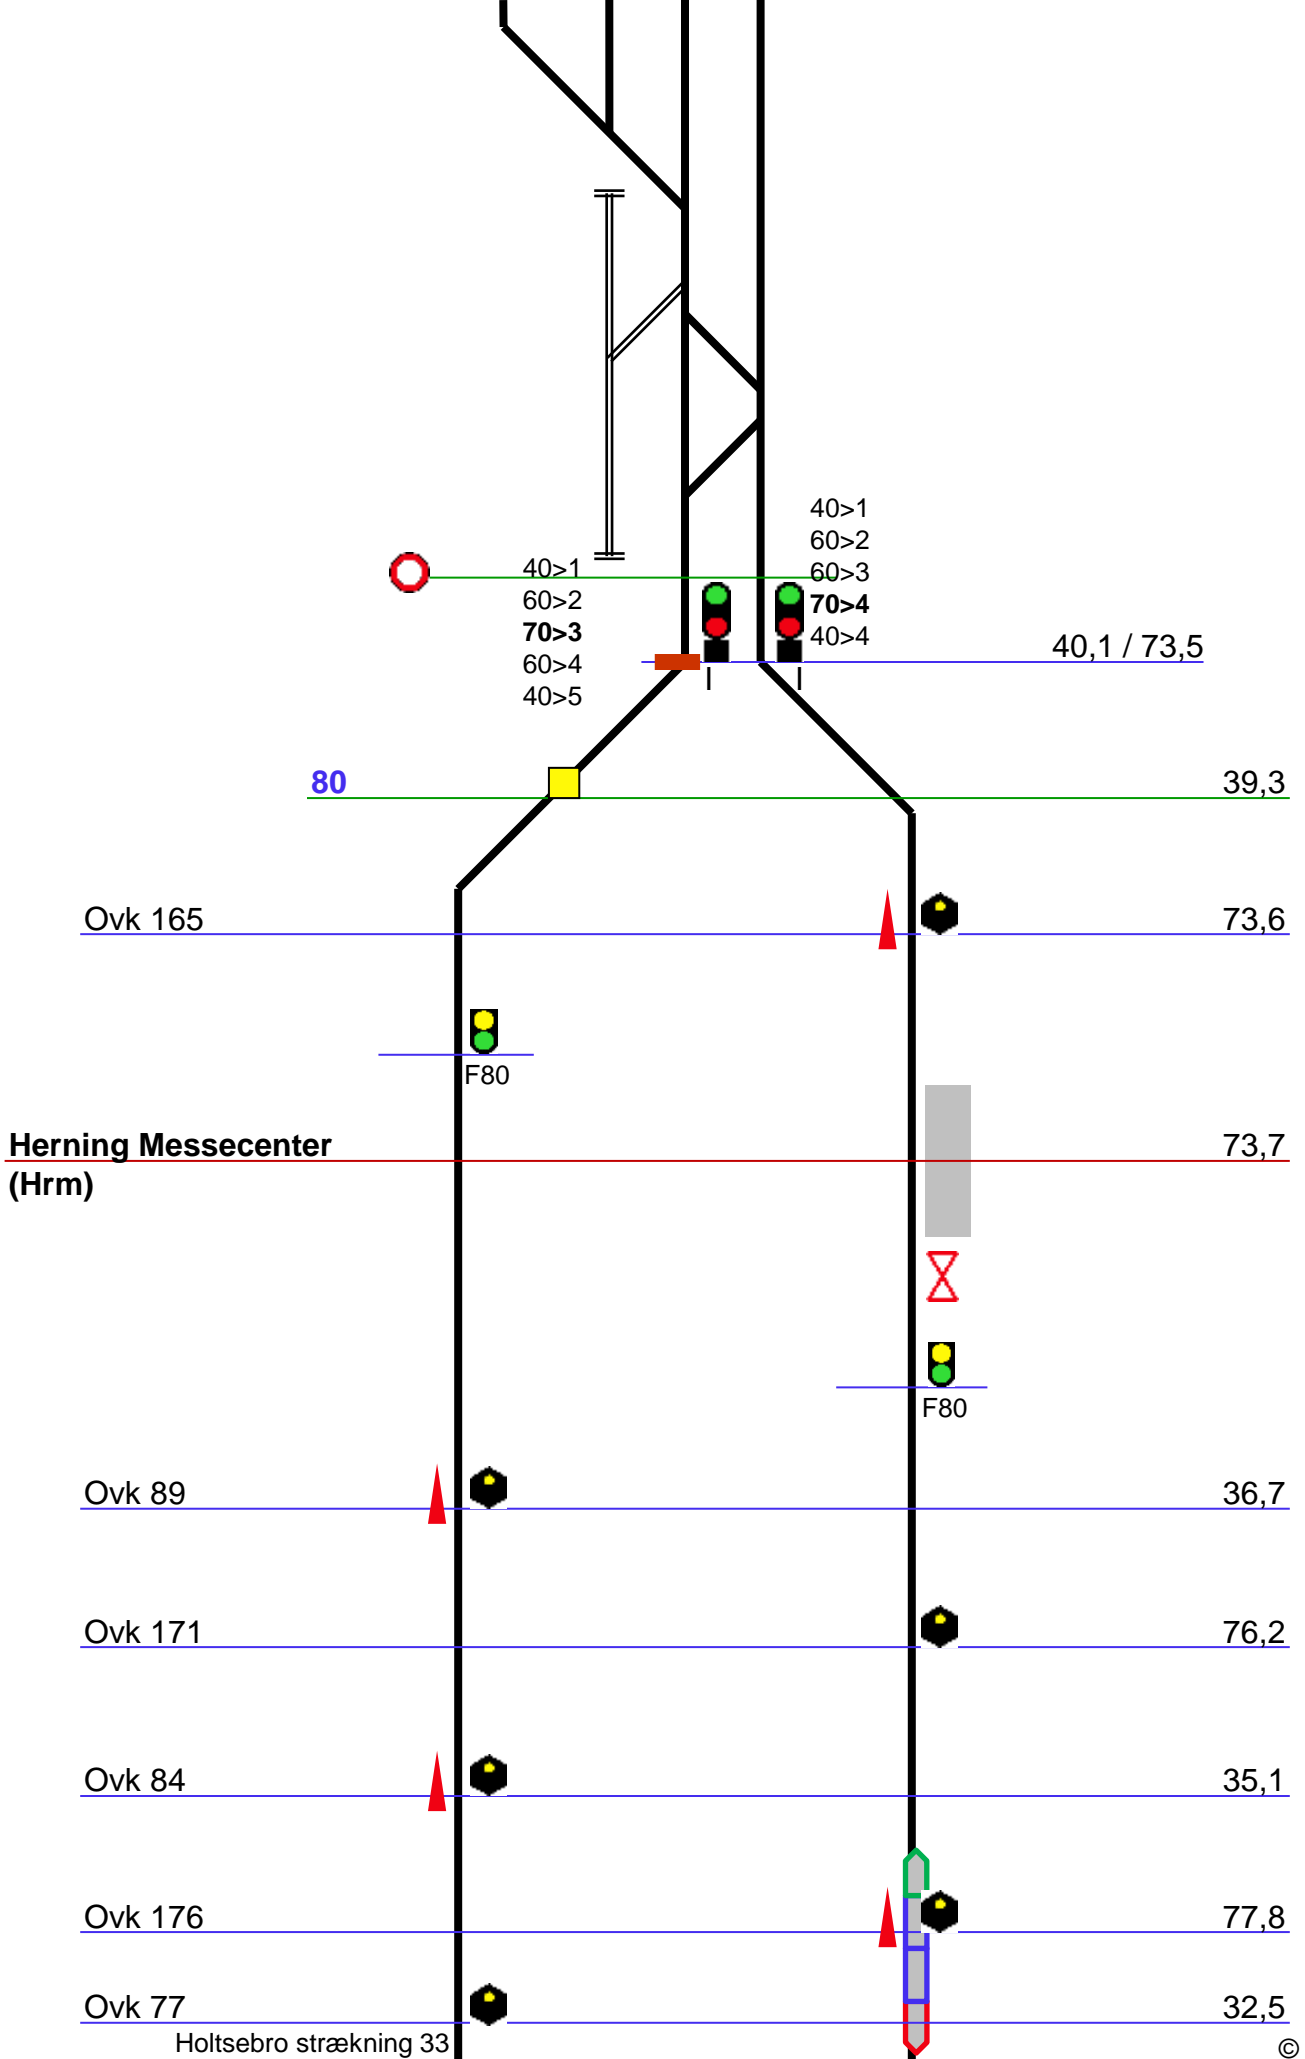 40>1
60>2
60>3
70>4
40>4
40>1
60>2
70>3
60>4
40>5
40,1 / 73,5
80 39,3
Ovk 165 73,6
F80
Herning Messecenter 73,7
(Hrm)
F80
Ovk 89 36,7
Ovk 171 76,2
Ovk 84 35,1
Ovk 176 77,8
Ovk 77 32,5
Holtsebro strækning 33 ©